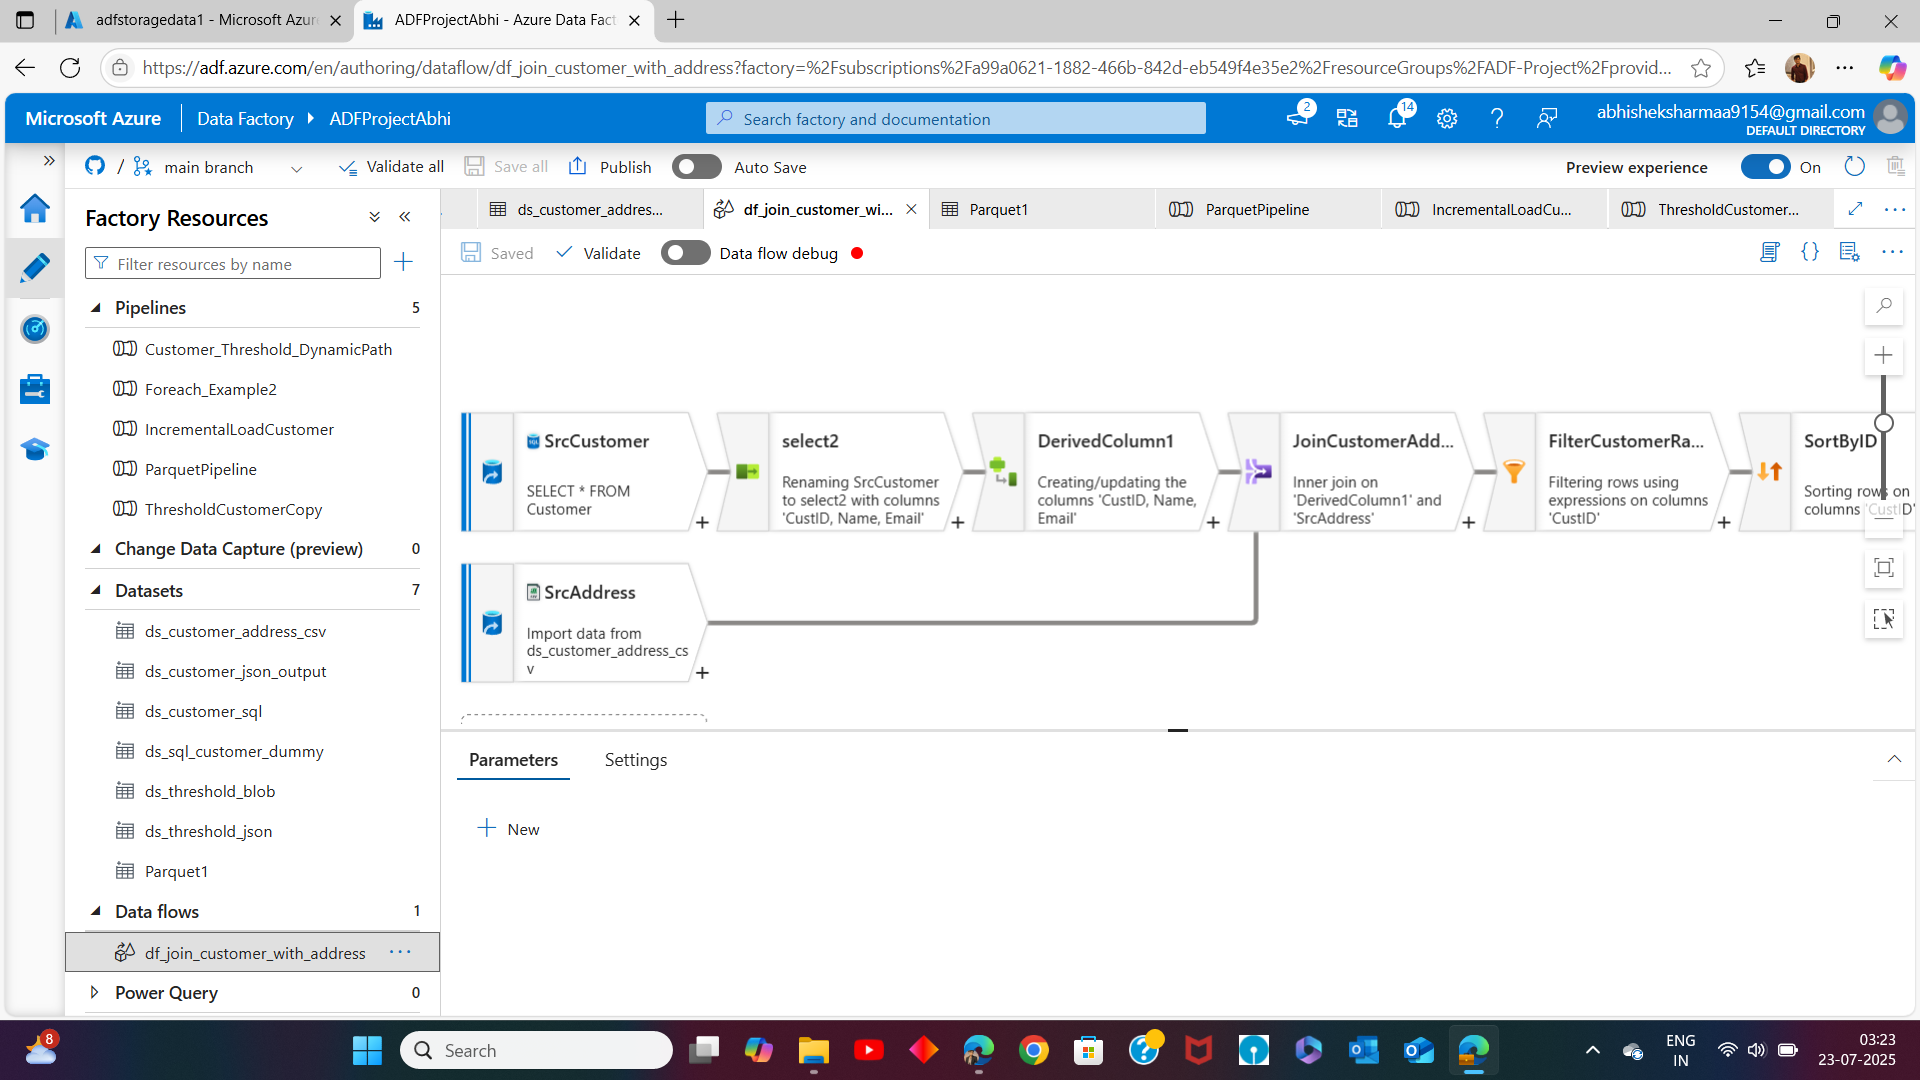 adfstoragedata1 - Microsoft Azur
ADFProjectAbhi - Azure Data Fact
https://adf.azure.com/en/authoring/dataflow/df_join_customer_with_address?factory=%2Fsubscriptions%2Fa99a0621-1882-466b-842d-eb549f4e35e2%2FresourceGroups%2FADF-Project%2Fprovid...
Microsoft Azure
Data Factory
ADFProjectAbhi
Search factory and documentation
2
14
abhisheksharmaa9154@gmail.com
DEFAULT DIRECTORY
/
main branch
Validate all
Save all
Publish
Auto Save
Preview experience
On
Factory Resources
ds_customer_addres...
df_join_customer_wi...
Parquet1
ParquetPipeline
IncrementalLoadCu...
ThresholdCustomer...
Filter resources by name
Saved
Validate
Data flow debug
{}
Pipelines 5
Customer_Threshold_DynamicPath
Foreach_Example2
IncrementalLoadCustomer
ParquetPipeline
ThresholdCustomerCopy
Change Data Capture (preview) 0
Datasets 7
ds_customer_address_csv
ds_customer_json_output
ds_customer_sql
ds_sql_customer_dummy
ds_threshold_blob
ds_threshold_json
Parquet1
Data flows 1
df_join_customer_with_address
Power Query 0
SrcCustomer
SELECT * FROM
Customer
select2
Renaming SrcCustomer
to select2 with columns
'CustID, Name, Email'
DerivedColumn1
Creating/updating the
columns 'CustID, Name,
Email'
JoinCustomerAdd...
Inner join on
'DerivedColumn1' and
'SrcAddress'
FilterCustomerRa...
Filtering rows using
expressions on columns
'CustID'
SortByID
Sorting rows on
columns 'CustID'
SrcAddress
Import data from
ds_customer_address_cs
v
Parameters
Settings
New
8
Search
ENG
IN
03:23
23-07-2025